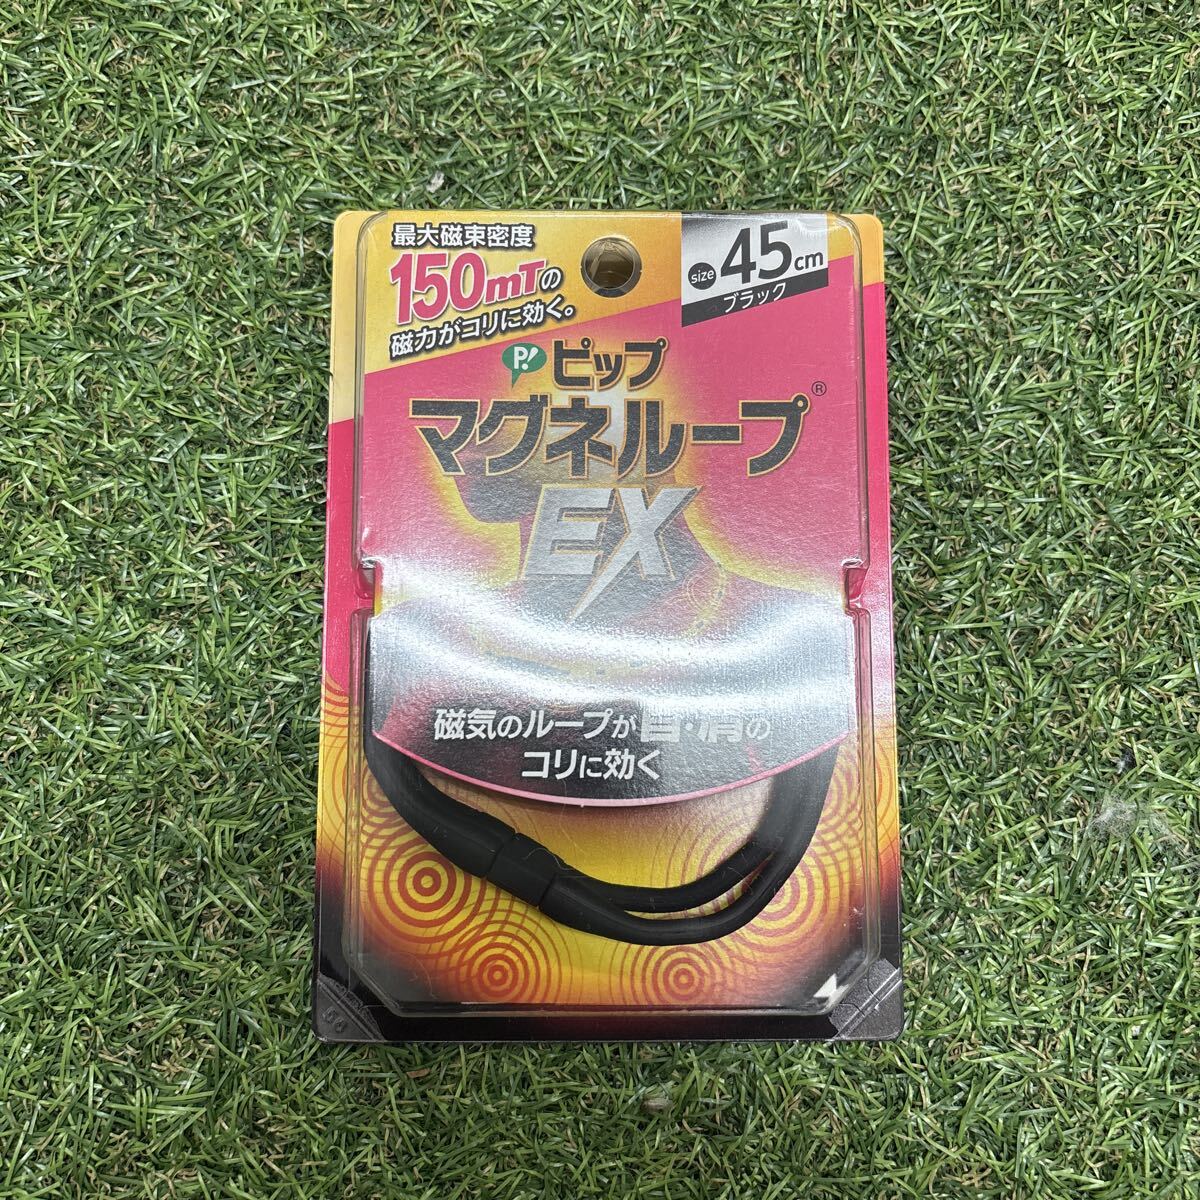 最大磁束密度
150mTの
磁力がコリに効く。
size 45cm
ブラック
P! ピップ
マグネループ®
EX
磁気のループが首・肩の
コリに効く